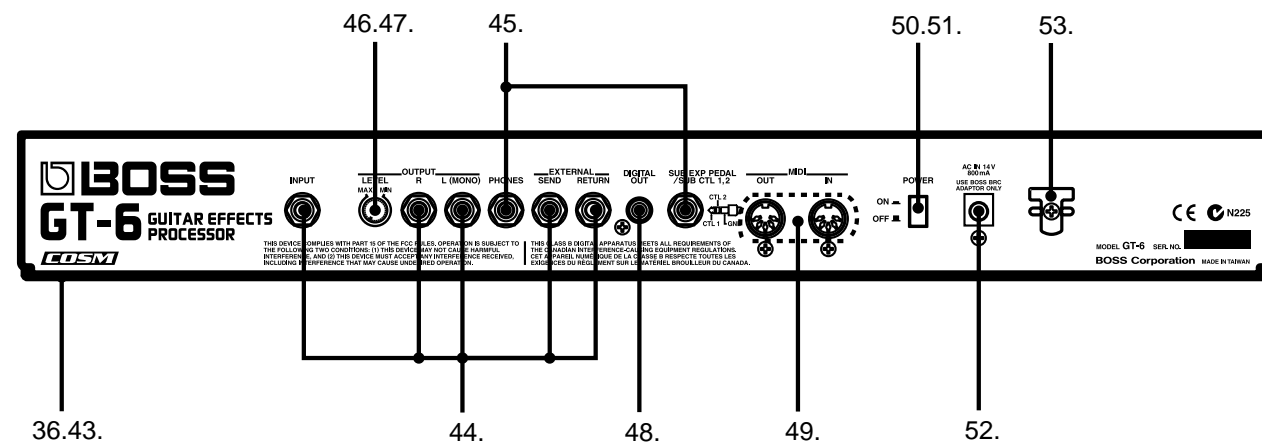 46.47.
45.
50.51.
53.
BOSS
GT-6 GUITAR EFFECTS PROCESSOR
COSM
INPUT
OUTPUT
LEVEL
MAX MIN
R
L (MONO)
PHONES
EXTERNAL
SEND
RETURN
DIGITAL OUT
SUB EXP PEDAL
/SUB CTL 1,2
CTL 2
CTL 1
GND
MIDI
OUT
IN
POWER
ON
OFF
AC IN 14V
800mA
USE BOSS BRC
ADAPTOR ONLY
CE N225
MODEL GT-6 SER. NO.
BOSS Corporation MADE IN TAIWAN
THIS DEVICE COMPLIES WITH PART 15 OF THE FCC RULES. OPERATION IS SUBJECT TO
THE FOLLOWING TWO CONDITIONS: (1) THIS DEVICE MAY NOT CAUSE HARMFUL
INTERFERENCE, AND (2) THIS DEVICE MUST ACCEPT ANY INTERFERENCE RECEIVED,
INCLUDING INTERFERENCE THAT MAY CAUSE UNDESIRED OPERATION.
THIS CLASS B DIGITAL APPARATUS MEETS ALL REQUIREMENTS OF
THE CANADIAN INTERFERENCE-CAUSING EQUIPMENT REGULATIONS.
CET APPAREIL NUMÉRIQUE DE LA CLASSE B RESPECTE TOUTES LES
EXIGENCES DU RÈGLEMENT SUR LE MATÉRIEL BROUILLEUR DU CANADA.
36.43.
44.
48.
49.
52.